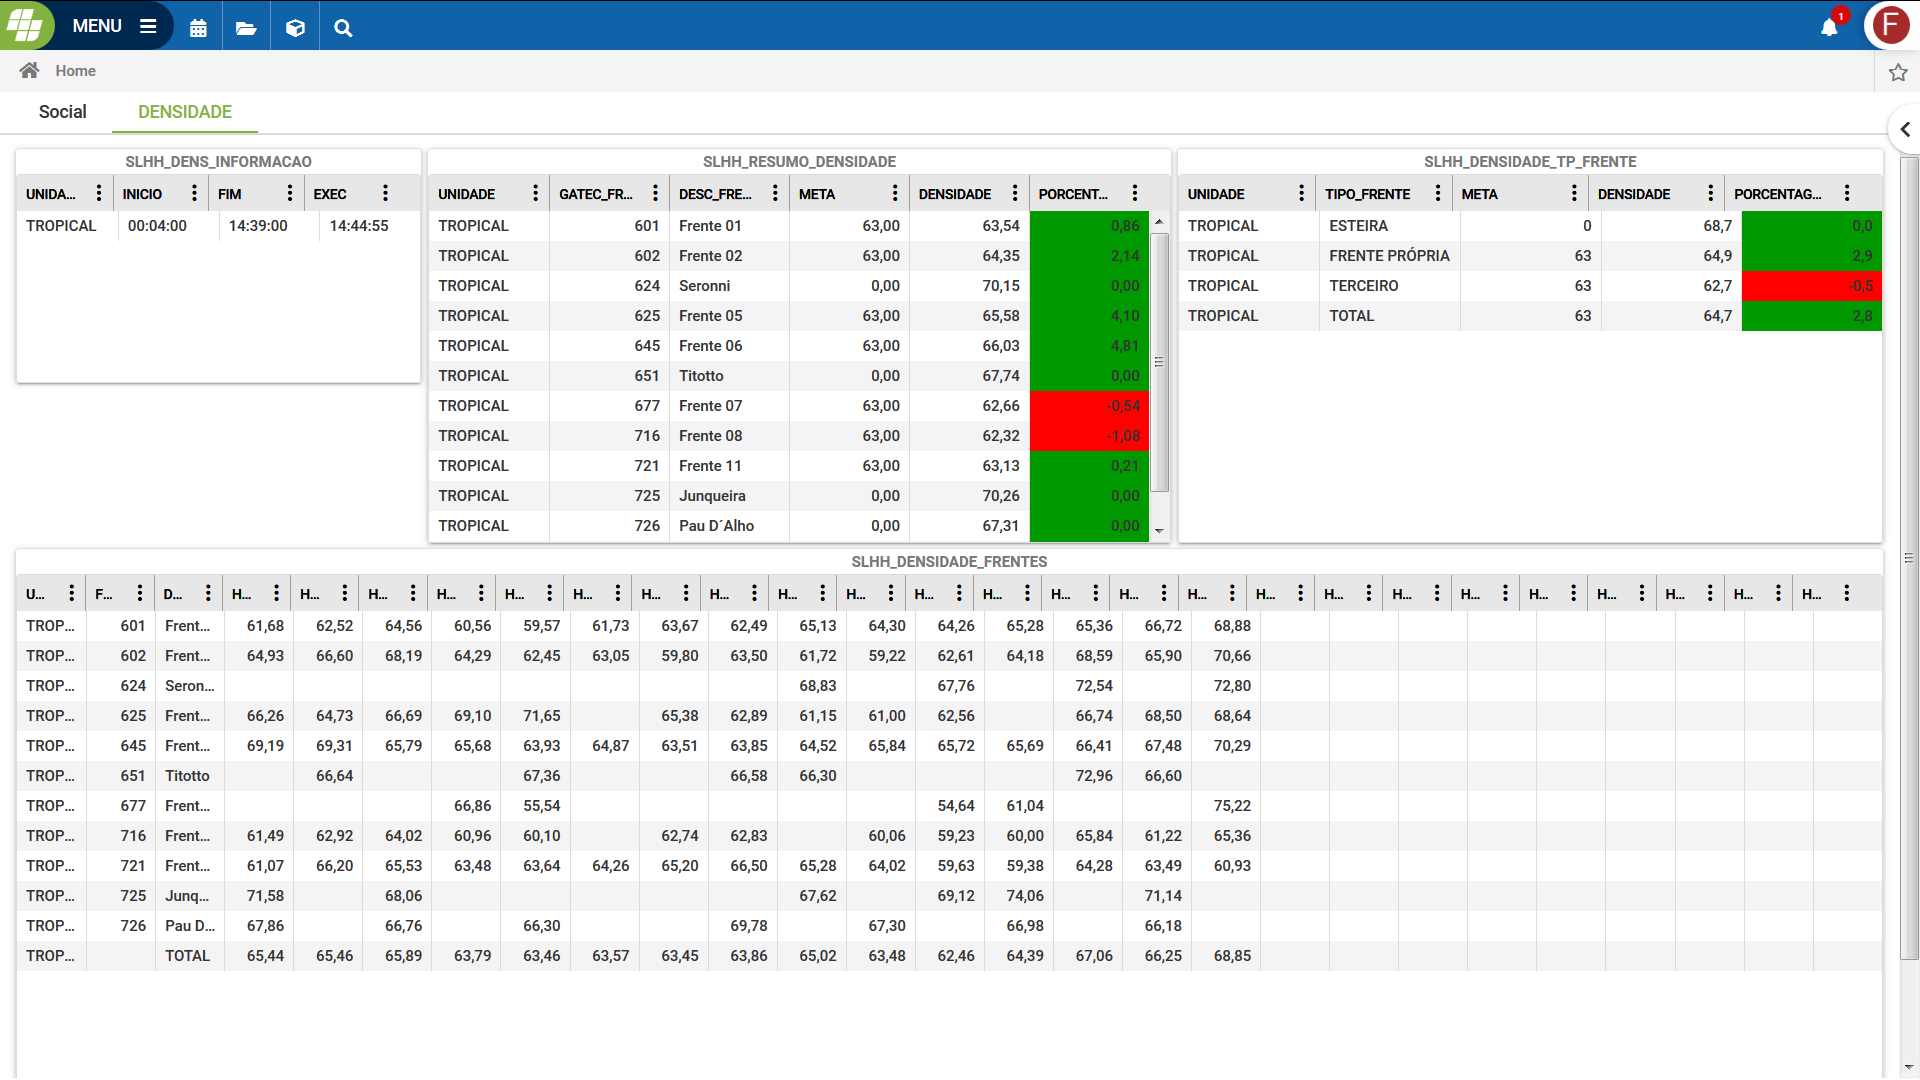 MENU
1
F
Home
Social DENSIDADE
SLHH_DENS_INFORMACAO
UNIDA... INICIO FIM EXEC
TROPICAL 00:04:00 14:39:00 14:44:55
SLHH_RESUMO_DENSIDADE
UNIDADE GATEC_FR... DESC_FRE... META DENSIDADE PORCENT...
TROPICAL 601 Frente 01 63,00 63,54 0,86
TROPICAL 602 Frente 02 63,00 64,35 2,14
TROPICAL 624 Seronni 0,00 70,15 0,00
TROPICAL 625 Frente 05 63,00 65,58 4,10
TROPICAL 645 Frente 06 63,00 66,03 4,81
TROPICAL 651 Titotto 0,00 67,74 0,00
TROPICAL 677 Frente 07 63,00 62,66 -0,54
TROPICAL 716 Frente 08 63,00 62,32 -1,08
TROPICAL 721 Frente 11 63,00 63,13 0,21
TROPICAL 725 Junqueira 0,00 70,26 0,00
TROPICAL 726 Pau D´Alho 0,00 67,31 0,00
SLHH_DENSIDADE_TP_FRENTE
UNIDADE TIPO_FRENTE META DENSIDADE PORCENTAG...
TROPICAL ESTEIRA 0 68,7 0,0
TROPICAL FRENTE PRÓPRIA 63 64,9 2,9
TROPICAL TERCEIRO 63 62,7 -0,5
TROPICAL TOTAL 63 64,7 2,8
SLHH_DENSIDADE_FRENTES
U... F... D... H... H... H... H... H... H... H... H... H... H... H... H... H... H... H... H... H... H... H... H... H... H... H... H...
TROP... 601 Frent... 61,68 62,52 64,56 60,56 59,57 61,73 63,67 62,49 65,13 64,30 64,26 65,28 65,36 66,72 68,88
TROP... 602 Frent... 64,93 66,60 68,19 64,29 62,45 63,05 59,80 63,50 61,72 59,22 62,61 64,18 68,59 65,90 70,66
TROP... 624 Seron... 68,83 67,76 72,54 72,80
TROP... 625 Frent... 66,26 64,73 66,69 69,10 71,65 65,38 62,89 61,15 61,00 62,56 66,74 68,50 68,64
TROP... 645 Frent... 69,19 69,31 65,79 65,68 63,93 64,87 63,51 63,85 64,52 65,84 65,72 65,69 66,41 67,48 70,29
TROP... 651 Titotto 66,64 67,36 66,58 66,30 72,96 66,60
TROP... 677 Frent... 66,86 55,54 54,64 61,04 75,22
TROP... 716 Frent... 61,49 62,92 64,02 60,96 60,10 62,74 62,83 60,06 59,23 60,00 65,84 61,22 65,36
TROP... 721 Frent... 61,07 66,20 65,53 63,48 63,64 64,26 65,20 66,50 65,28 64,02 59,63 59,38 64,28 63,49 60,93
TROP... 725 Junq... 71,58 68,06 67,62 69,12 74,06 71,14
TROP... 726 Pau D... 67,86 66,76 66,30 69,78 67,30 66,98 66,18
TROP... TOTAL 65,44 65,46 65,89 63,79 63,46 63,57 63,45 63,86 65,02 63,48 62,46 64,39 67,06 66,25 68,85